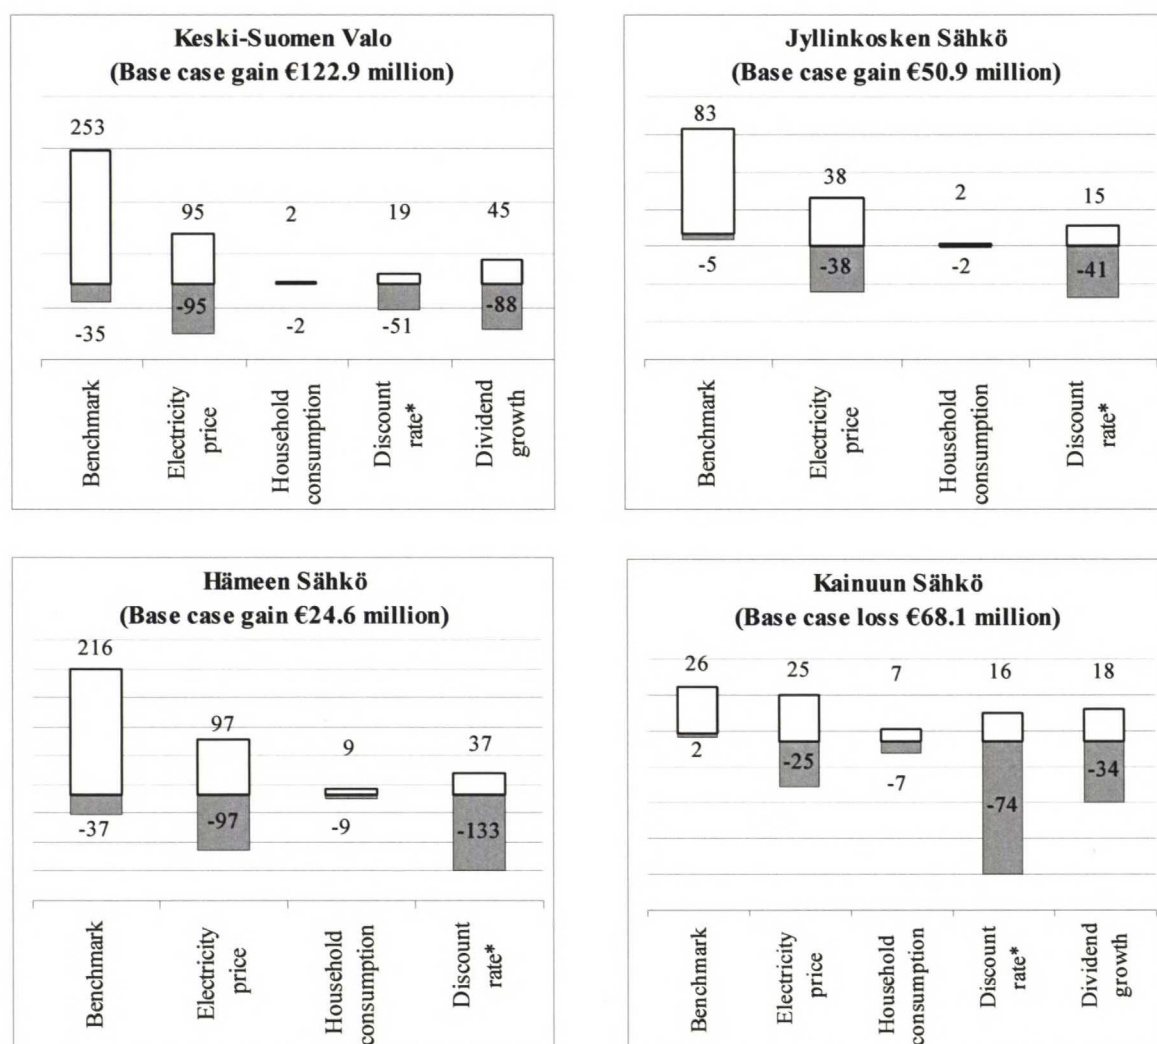 Keski-Suomen Valo
(Base case gain €122.9 million)
253
95
2
19
45
-35
-95
-2
-51
-88
Benchmark
Electricity
price
Household
consumption
Discount
rate*
Dividend
growth
Jyllinkosken Sähkö
(Base case gain €50.9 million)
83
38
2
15
-5
-38
-2
-41
Benchmark
Electricity
price
Household
consumption
Discount
rate*
Hämeen Sähkö
(Base case gain €24.6 million)
216
97
9
37
-37
-97
-9
-133
Benchmark
Electricity
price
Household
consumption
Discount
rate*
Kainuun Sähkö
(Base case loss €68.1 million)
26
25
7
16
18
2
-25
-7
-74
-34
Benchmark
Electricity
price
Household
consumption
Discount
rate*
Dividend
growth